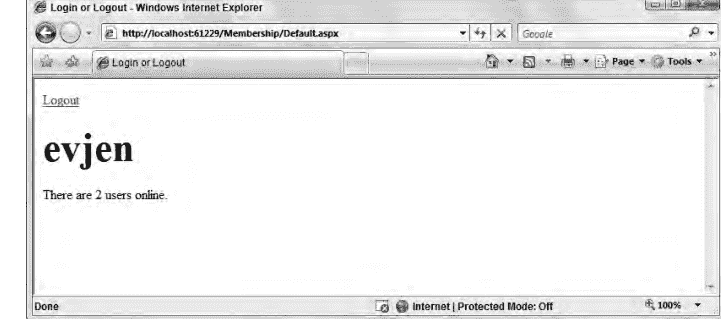 Login or Logout - Windows Internet Explorer
http://localhost:61229/Membership/Default.aspx
Google
Login or Logout
Page
Tools
Logout
evjen
There are 2 users online.
Done
Internet | Protected Mode: Off
100%